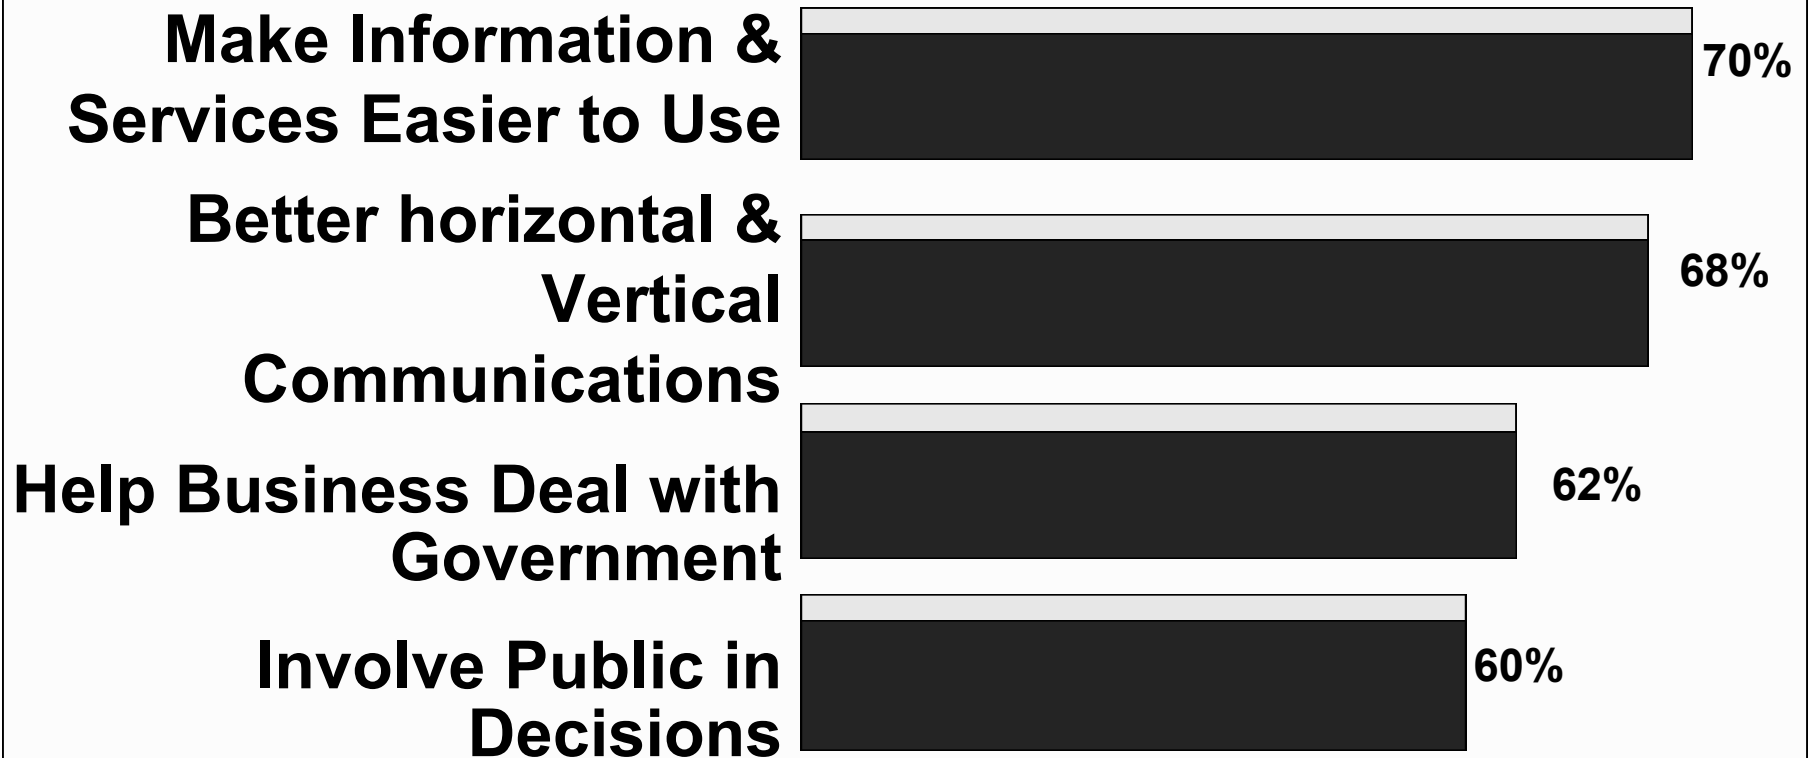 Make Information &
Services Easier to Use
70%
Better horizontal &
Vertical
Communications
68%
Help Business Deal with
Government
62%
Involve Public in
Decisions
60%